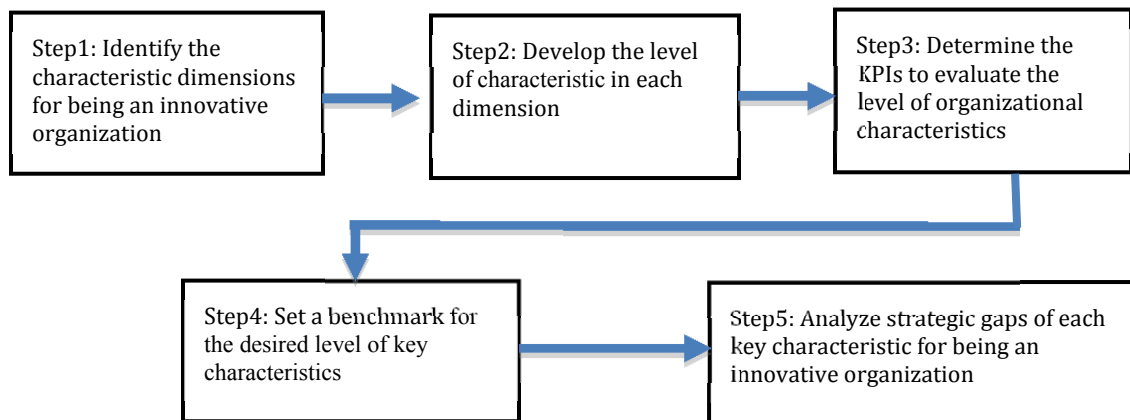 Step1: Identify the
characteristic dimensions
for being an innovative
organization
Step2: Develop the level
of characteristic in each
dimension
Step3: Determine the
KPIs to evaluate the
level of organizational
characteristics
Step4: Set a benchmark for
the desired level of key
characteristics
Step5: Analyze strategic gaps of each
key characteristic for being an
innovative organization